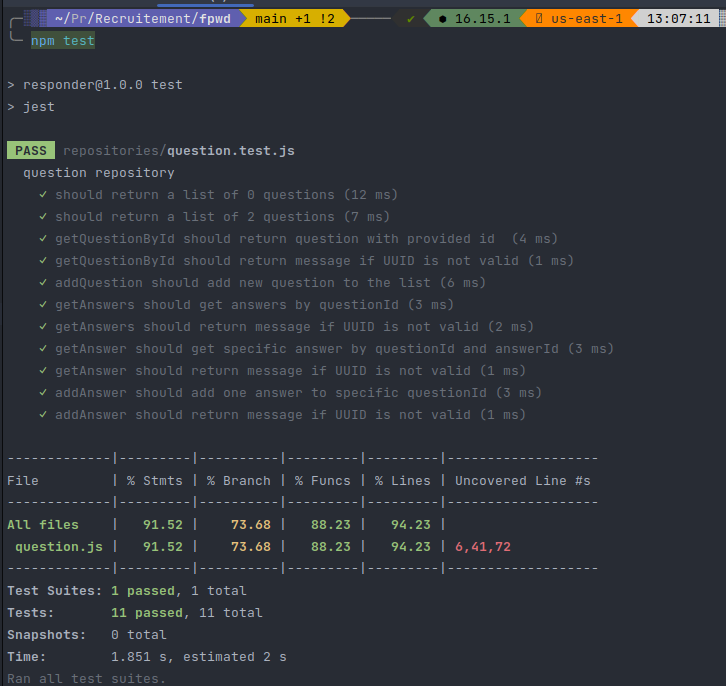 ~/Pr/Recruitement/fpwd main +1 !2 ✔ 16.15.1 us-east-1 13:07:11
npm test
> responder@1.0.0 test
> jest
PASS repositories/question.test.js
question repository
✓ should return a list of 0 questions (12 ms)
✓ should return a list of 2 questions (7 ms)
✓ getQuestionById should return question with provided id  (4 ms)
✓ getQuestionById should return message if UUID is not valid (1 ms)
✓ addQuestion should add new question to the list (6 ms)
✓ getAnswers should get answers by questionId (3 ms)
✓ getAnswers should return message if UUID is not valid (2 ms)
✓ getAnswer should get specific answer by questionId and answerId (3 ms)
✓ getAnswer should return message if UUID is not valid (1 ms)
✓ addAnswer should add one answer to specific questionId (3 ms)
✓ addAnswer should return message if UUID is not valid (1 ms)
-------------|---------|----------|---------|---------|-------------------
File         | % Stmts | % Branch | % Funcs | % Lines | Uncovered Line #s
-------------|---------|----------|---------|---------|-------------------
All files    |   91.52 |    73.68 |   88.23 |   94.23 |
 question.js |   91.52 |    73.68 |   88.23 |   94.23 | 6,41,72
-------------|---------|----------|---------|---------|-------------------
Test Suites: 1 passed, 1 total
Tests:       11 passed, 11 total
Snapshots:   0 total
Time:        1.851 s, estimated 2 s
Ran all test suites.